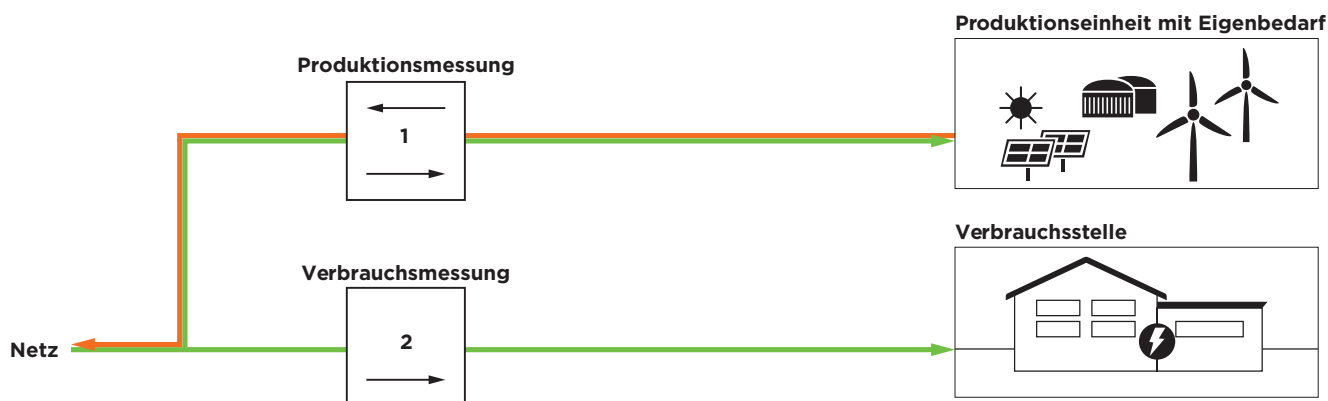 Produktionseinheit mit Eigenbedarf
Produktionsmessung
1
Verbrauchsstelle
Verbrauchsmessung
2
Netz